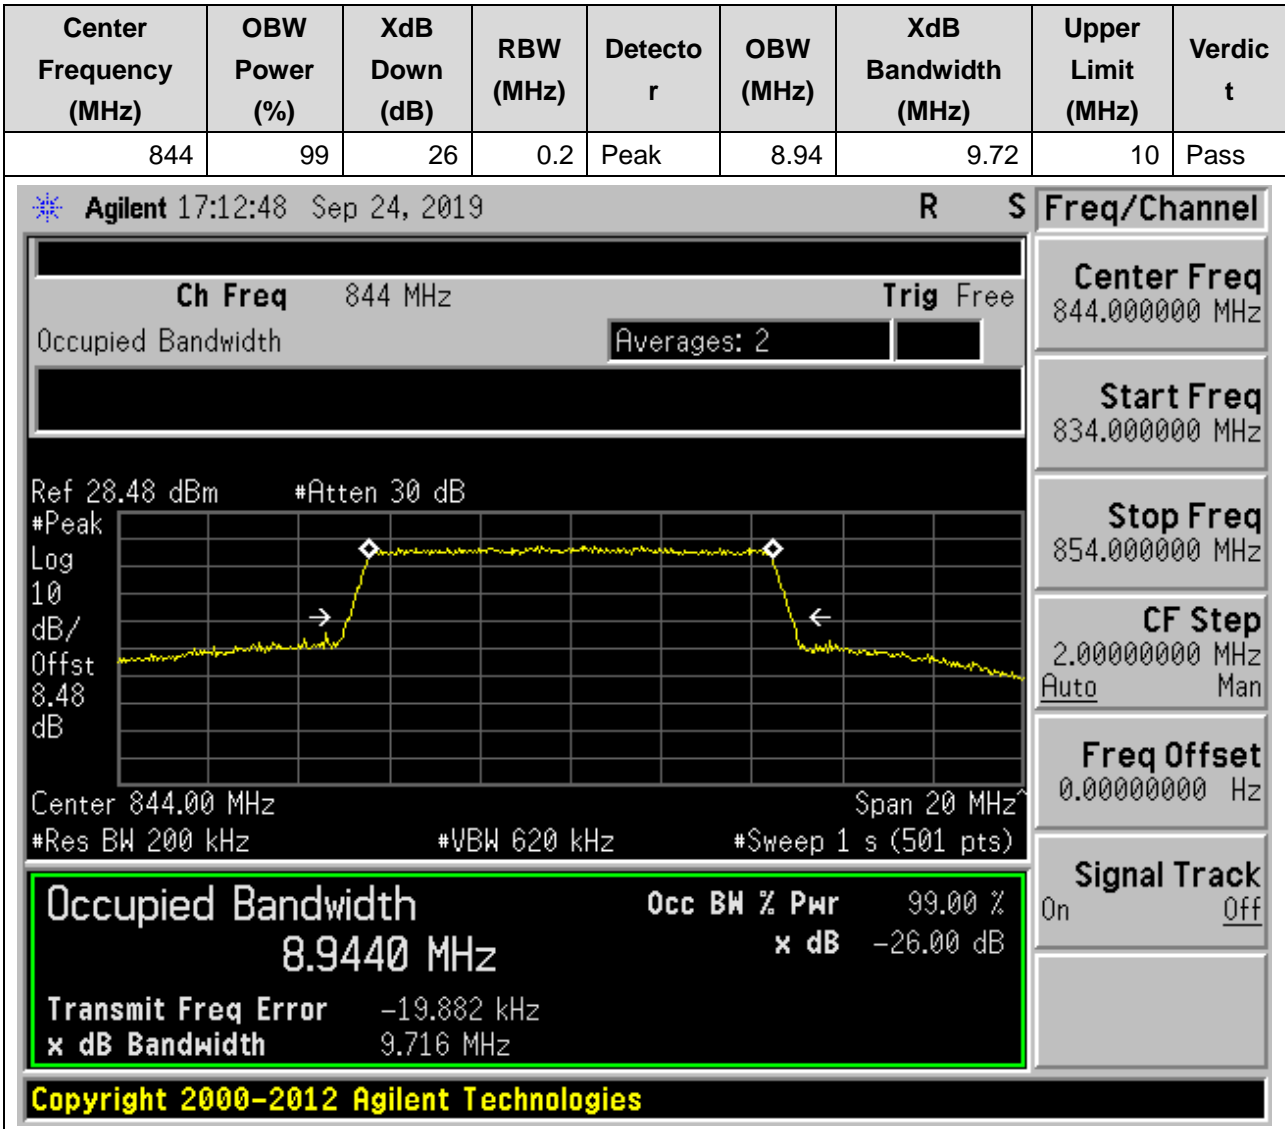 Center Frequency (MHz) OBW Power (%) XdB Down (dB) RBW (MHz) Detecto r OBW (MHz) XdB Bandwidth (MHz) Upper Limit (MHz) Verdic t
844 99 26 0.2 Peak 8.94 9.72 10 Pass
Agilent 17:12:48 Sep 24, 2019 R S
Ch Freq 844 MHz Trig Free
Occupied Bandwidth Averages: 2
Ref 28.48 dBm #Atten 30 dB
#Peak
Log
10
dB/
Offst
8.48
dB
Center 844.00 MHz Span 20 MHz^
#Res BW 200 kHz #VBW 620 kHz #Sweep 1 s (501 pts)
Occupied Bandwidth Occ BW % Pwr 99.00 %
8.9440 MHz x dB -26.00 dB
Transmit Freq Error -19.882 kHz
x dB Bandwidth 9.716 MHz
Copyright 2000-2012 Agilent Technologies
Freq/Channel
Center Freq
844.000000 MHz
Start Freq
834.000000 MHz
Stop Freq
854.000000 MHz
CF Step
2.00000000 MHz
Auto Man
Freq Offset
0.00000000 Hz
Signal Track
On Off